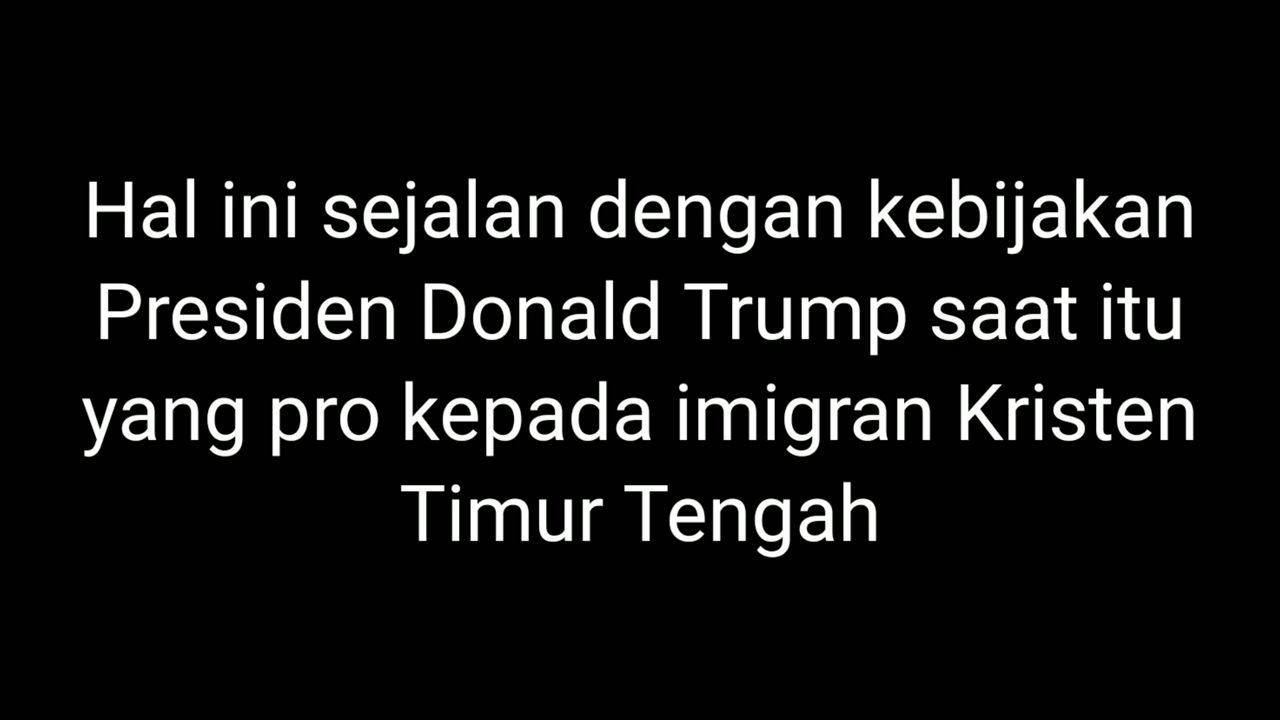 Hal ini sejalan dengan kebijakan
Presiden Donald Trump saat itu
yang pro kepada imigran Kristen
Timur Tengah